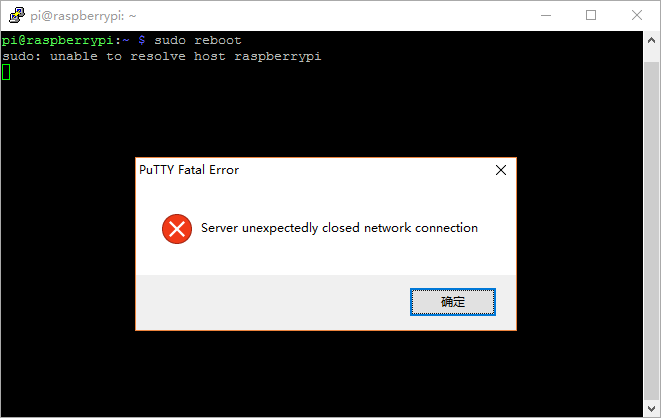 pi@raspberrypi: ~
pi@raspberrypi:~ $ sudo reboot
sudo: unable to resolve host raspberrypi
PuTTY Fatal Error
Server unexpectedly closed network connection
确定